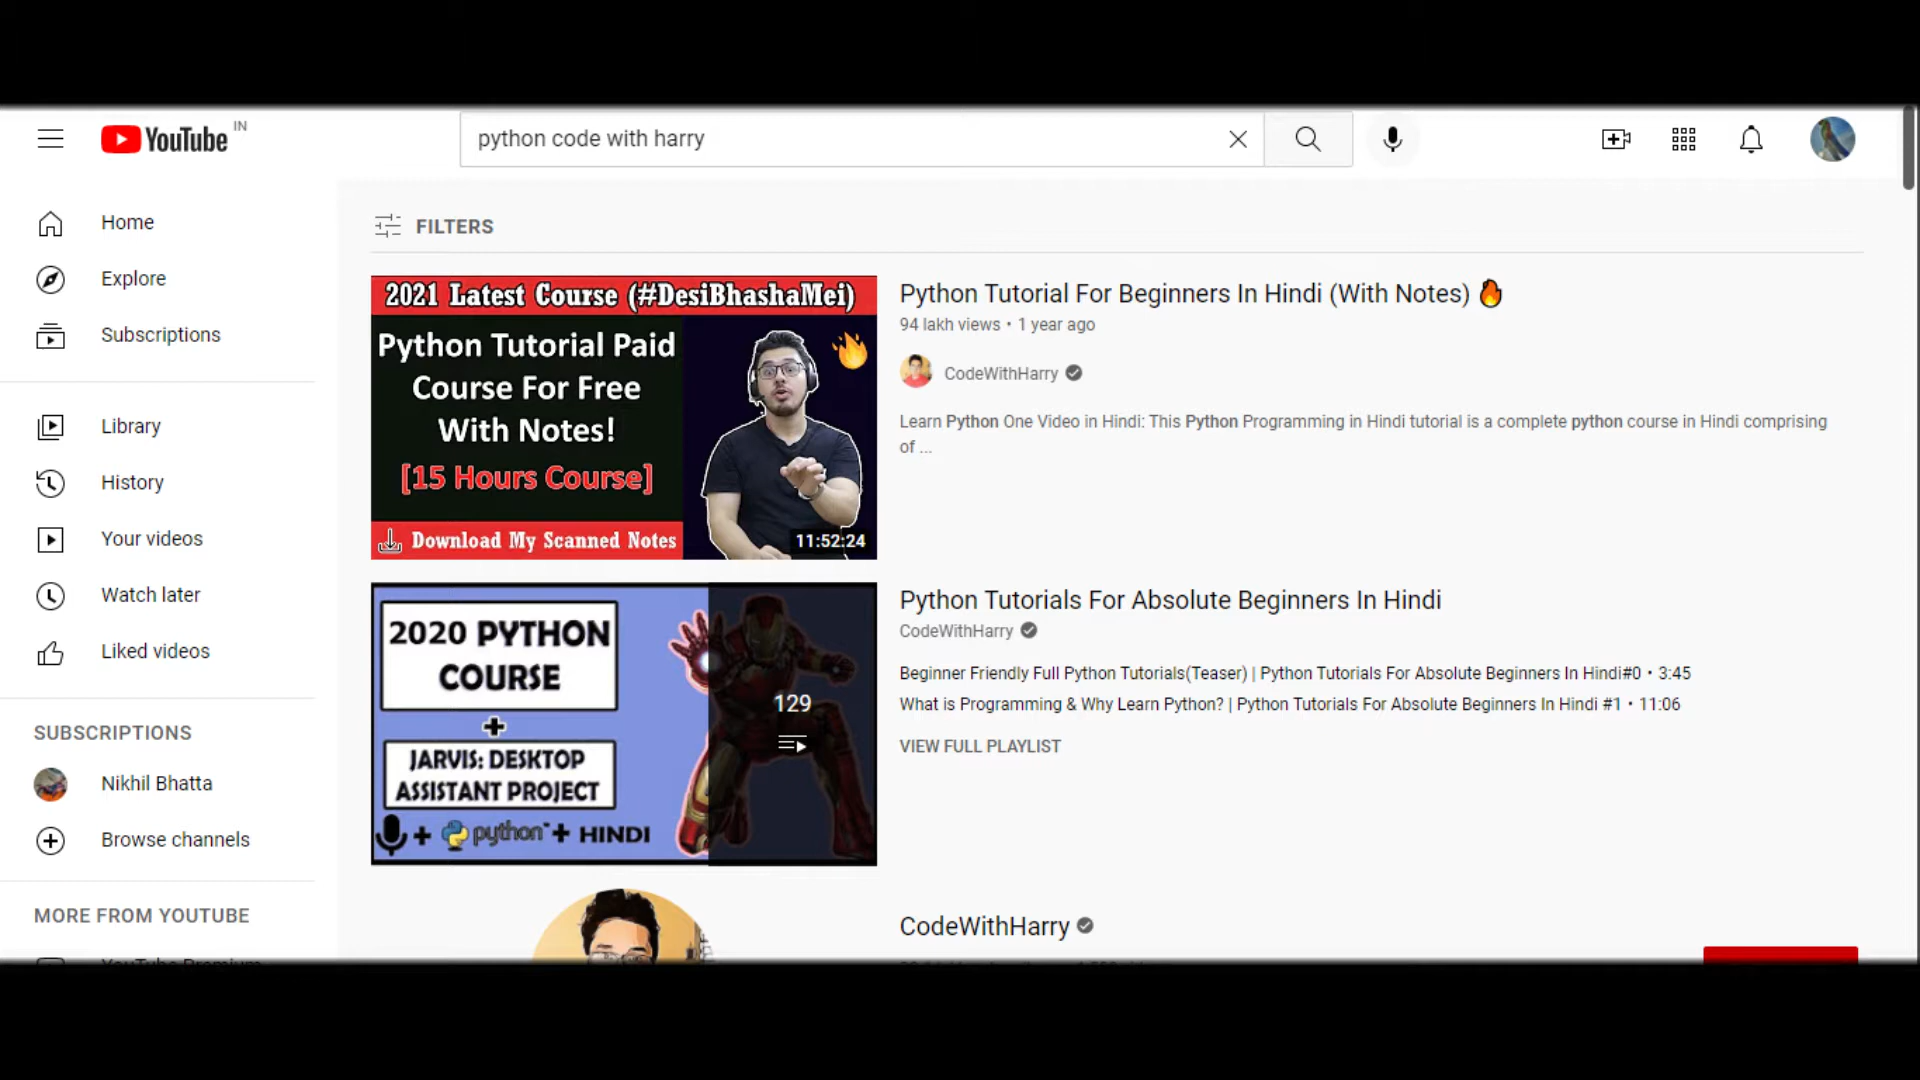 YouTube IN
python code with harry
Home
Explore
Subscriptions
Library
History
Your videos
Watch later
Liked videos
SUBSCRIPTIONS
Nikhil Bhatta
Browse channels
MORE FROM YOUTUBE
YouTube Premium
FILTERS
2021 Latest Course (#DesiBhashaMei)
Python Tutorial Paid
Course For Free
With Notes!
[15 Hours Course]
Download My Scanned Notes
11:52:24
Python Tutorial For Beginners In Hindi (With Notes) 🔥
94 lakh views • 1 year ago
CodeWithHarry
Learn Python One Video in Hindi: This Python Programming in Hindi tutorial is a complete python course in Hindi comprising
of ...
2020 PYTHON
COURSE
+
JARVIS: DESKTOP
ASSISTANT PROJECT
+ python + HINDI
129
Python Tutorials For Absolute Beginners In Hindi
CodeWithHarry
Beginner Friendly Full Python Tutorials(Teaser) | Python Tutorials For Absolute Beginners In Hindi#0 • 3:45
What is Programming & Why Learn Python? | Python Tutorials For Absolute Beginners In Hindi #1 • 11:06
VIEW FULL PLAYLIST
CodeWithHarry